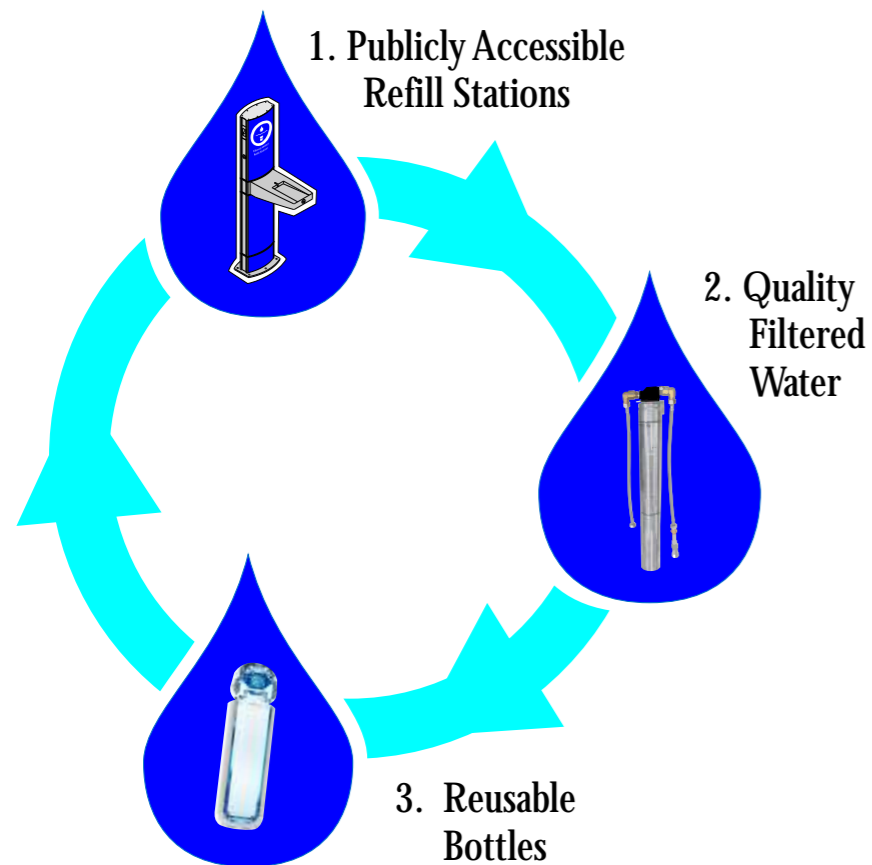 1. Publicly Accessible
Refill Stations
2. Quality
Filtered
Water
3. Reusable
Bottles